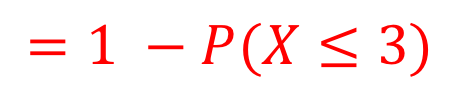 = 1 − P(X ≤ 3)